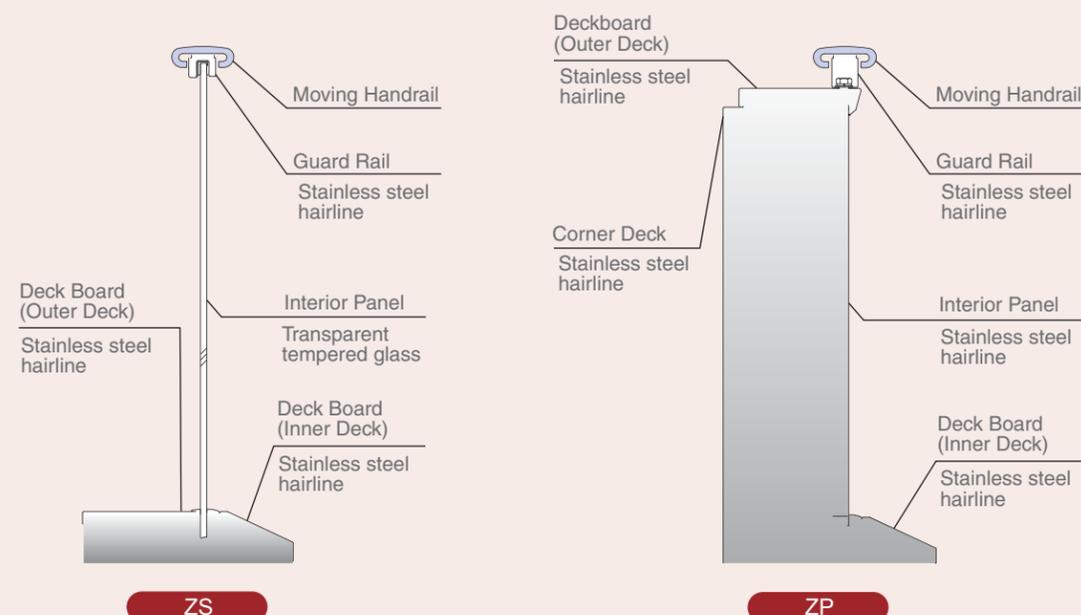 Moving Handrail
Guard Rail
Stainless steel
hairline
Deck Board
(Outer Deck)
Stainless steel
hairline
Interior Panel
Transparent
tempered glass
Deck Board
(Inner Deck)
Stainless steel
hairline
ZS
Deckboard
(Outer Deck)
Stainless steel
hairline
Moving Handrail
Guard Rail
Stainless steel
hairline
Corner Deck
Stainless steel
hairline
Interior Panel
Stainless steel
hairline
Deck Board
(Inner Deck)
Stainless steel
hairline
ZP